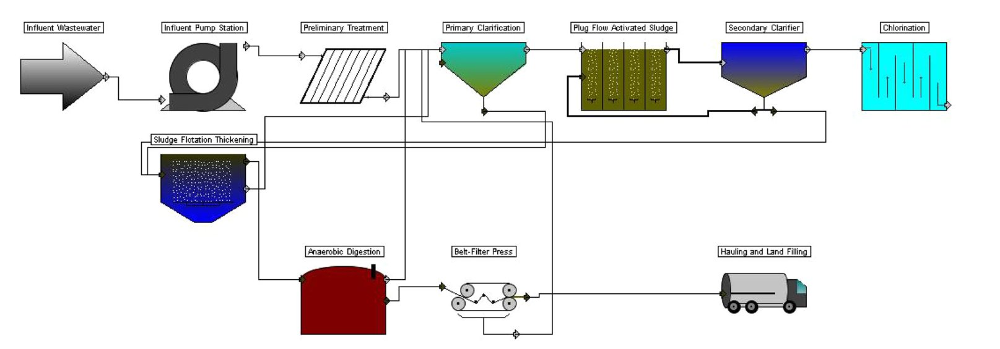 Influent Wastewater
Influent Pump Station
Preliminary Treatment
Primary Clarification
Plug Flow Activated Sludge
Secondary Clarifier
Chlorination
Sludge Flotation Thickening
Anaerobic Digestion
Belt-Filter Press
Hauling and Land Filling